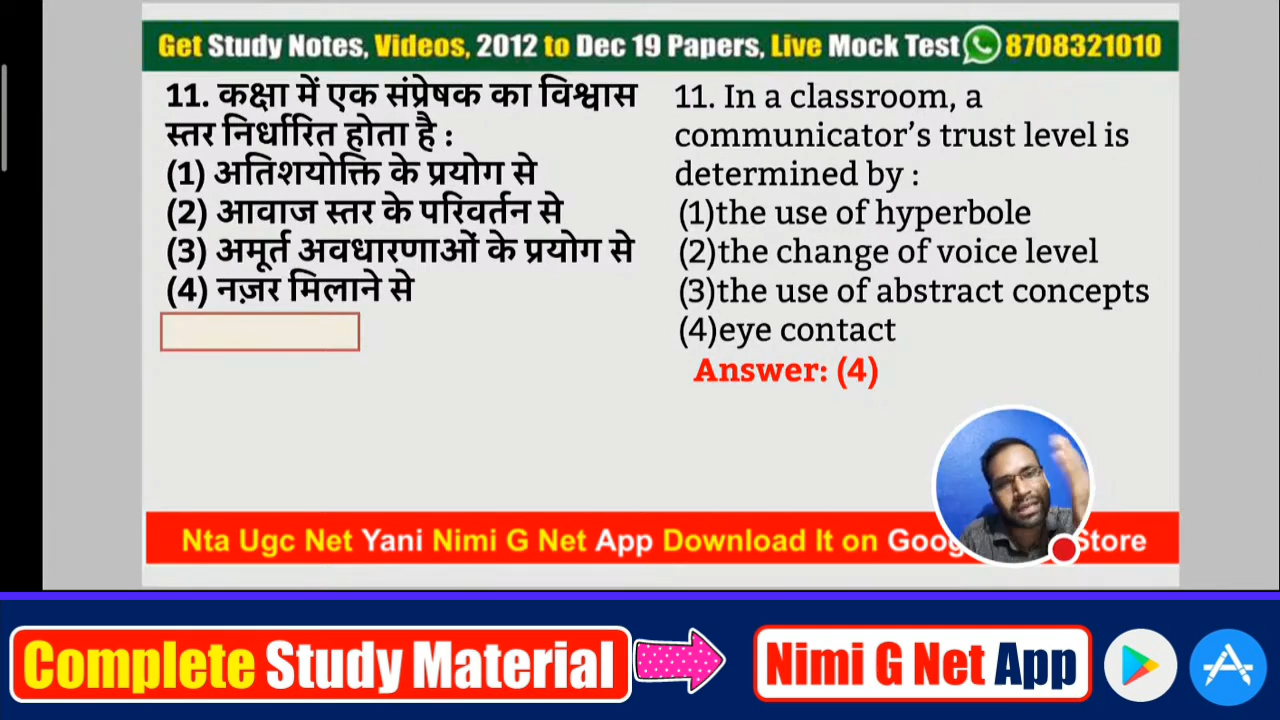 Get Study Notes, Videos, 2012 to Dec 19 Papers, Live Mock Test 8708321010
11. कक्षा में एक संप्रेषक का विश्वास
स्तर निर्धारित होता है :
(1) अतिशयोक्ति के प्रयोग से
(2) आवाज स्तर के परिवर्तन से
(3) अमूर्त अवधारणाओं के प्रयोग से
(4) नज़र मिलाने से
11. In a classroom, a
communicator’s trust level is
determined by :
(1)the use of hyperbole
(2)the change of voice level
(3)the use of abstract concepts
(4)eye contact
Answer: (4)
Nta Ugc Net Yani Nimi G Net App Download It on Store
Complete Study Material
Nimi G Net App